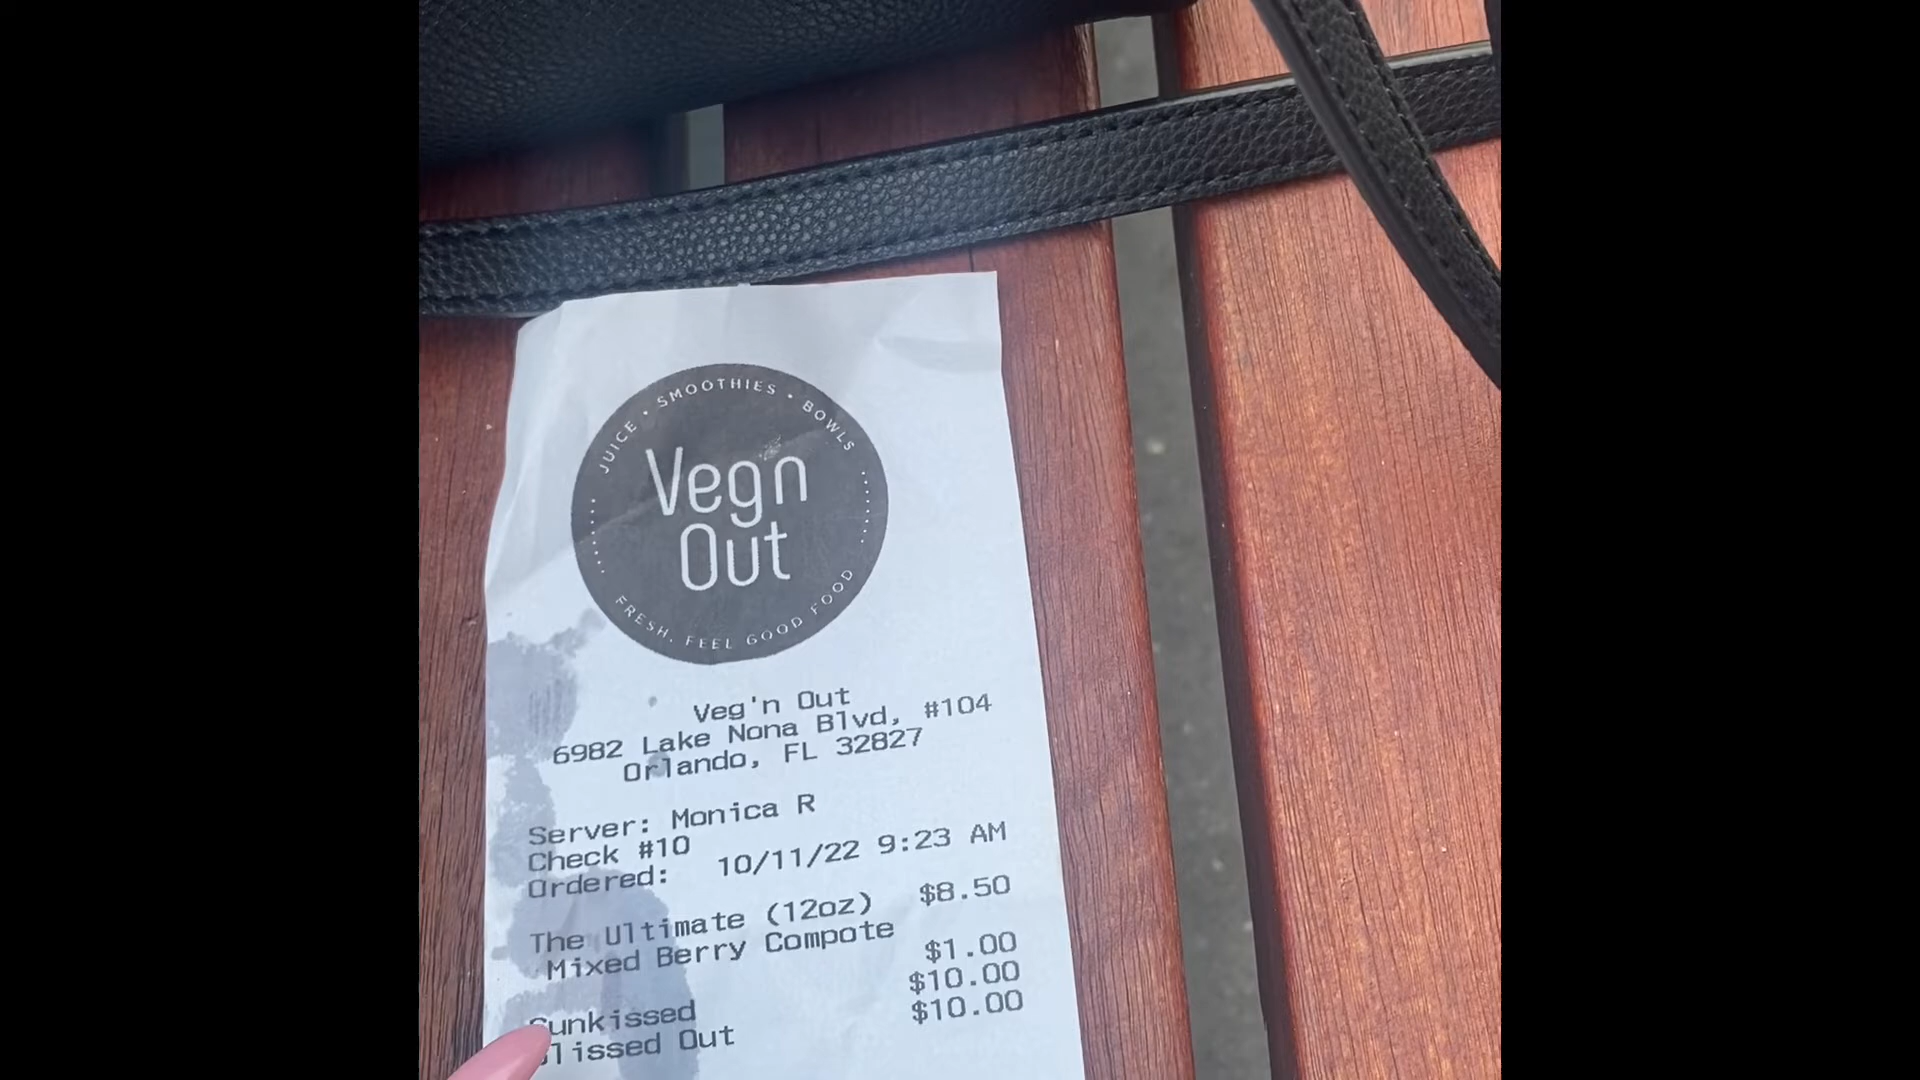 JUICE • SMOOTHIES • BOWLS
Vegn
Out
FRESH, FEEL GOOD FOOD
Veg'n Out
6982 Lake Nona Blvd, #104
Orlando, FL 32827
Server: Monica R
Check #10
Ordered: 10/11/22 9:23 AM
The Ultimate (12oz) $8.50
Mixed Berry Compote $1.00
Sunkissed $10.00
lissed Out $10.00